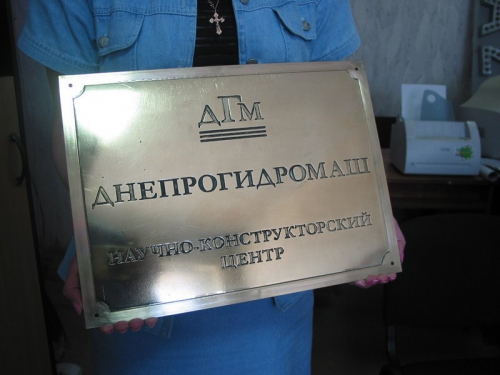 дГм
ДНЕПРОГИДРОМАШ
НАУЧНО-КОНСТРУКТОРСКИЙ
ЦЕНТР